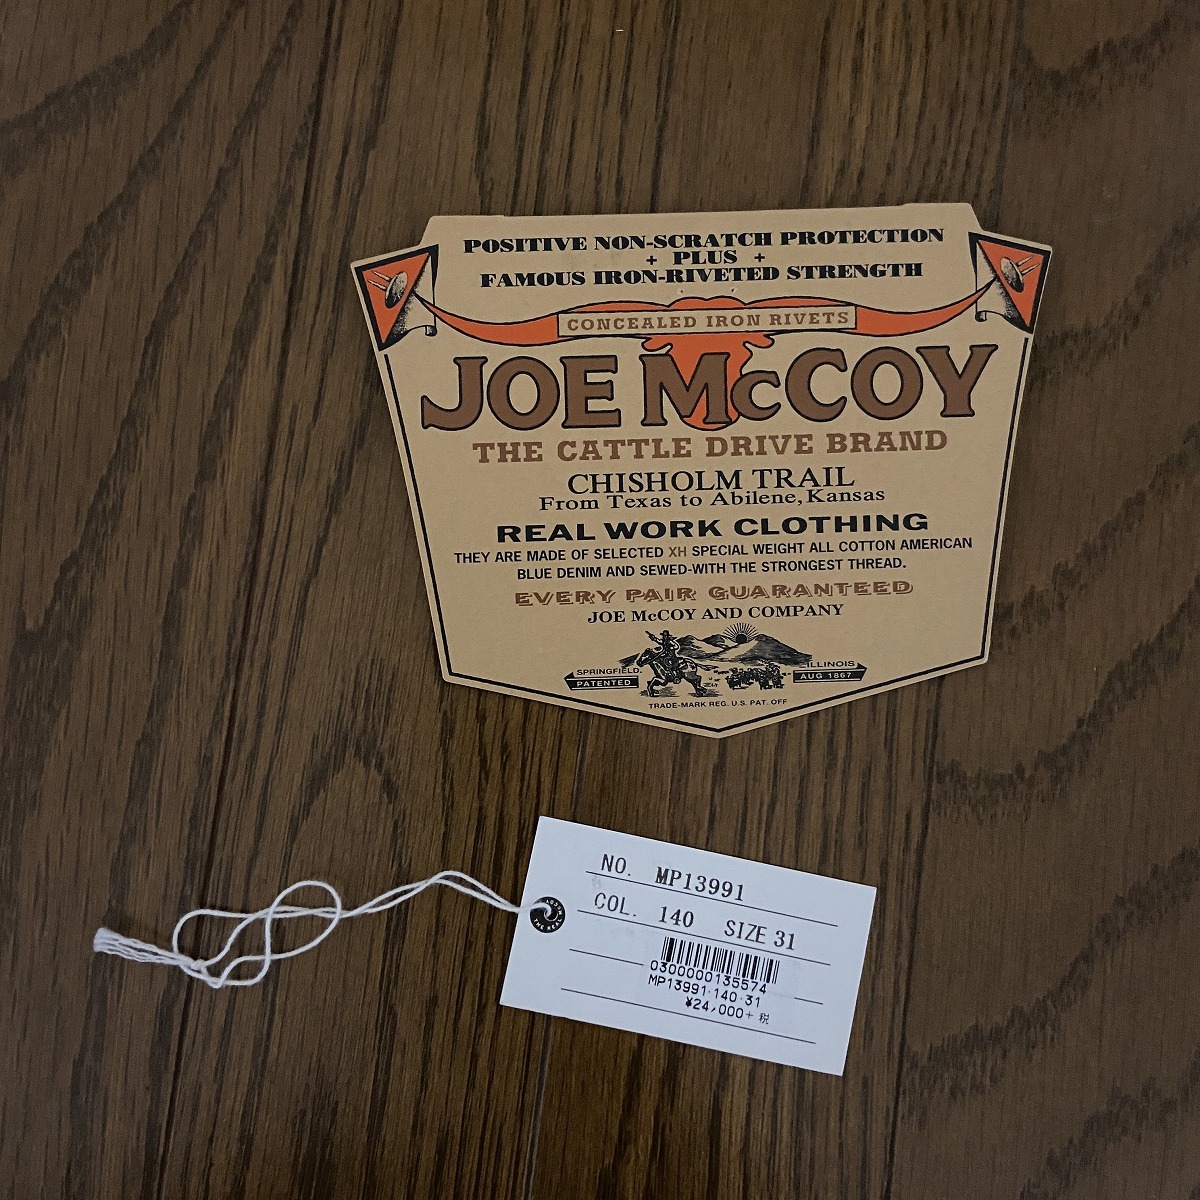 POSITIVE NON-SCRATCH PROTECTION
+ PLUS +
FAMOUS IRON-RIVETED STRENGTH
CONCEALED IRON RIVETS
JOE McCOY
THE CATTLE DRIVE BRAND
CHISHOLM TRAIL
From Texas to Abilene, Kansas
REAL WORK CLOTHING
THEY ARE MADE OF SELECTED XH SPECIAL WEIGHT ALL COTTON AMERICAN
BLUE DENIM AND SEWED-WITH THE STRONGEST THREAD.
EVERY PAIR GUARANTEED
JOE McCOY AND COMPANY
SPRINGFIELD. ILLINOIS
PATENTED AUG 1867
TRADE-MARK REG. U.S. PAT. OFF
NO. MP13991
COL. 140 SIZE 31
THE REAL McCOY
0300000135574
MP13991-140-31
¥24,000+税